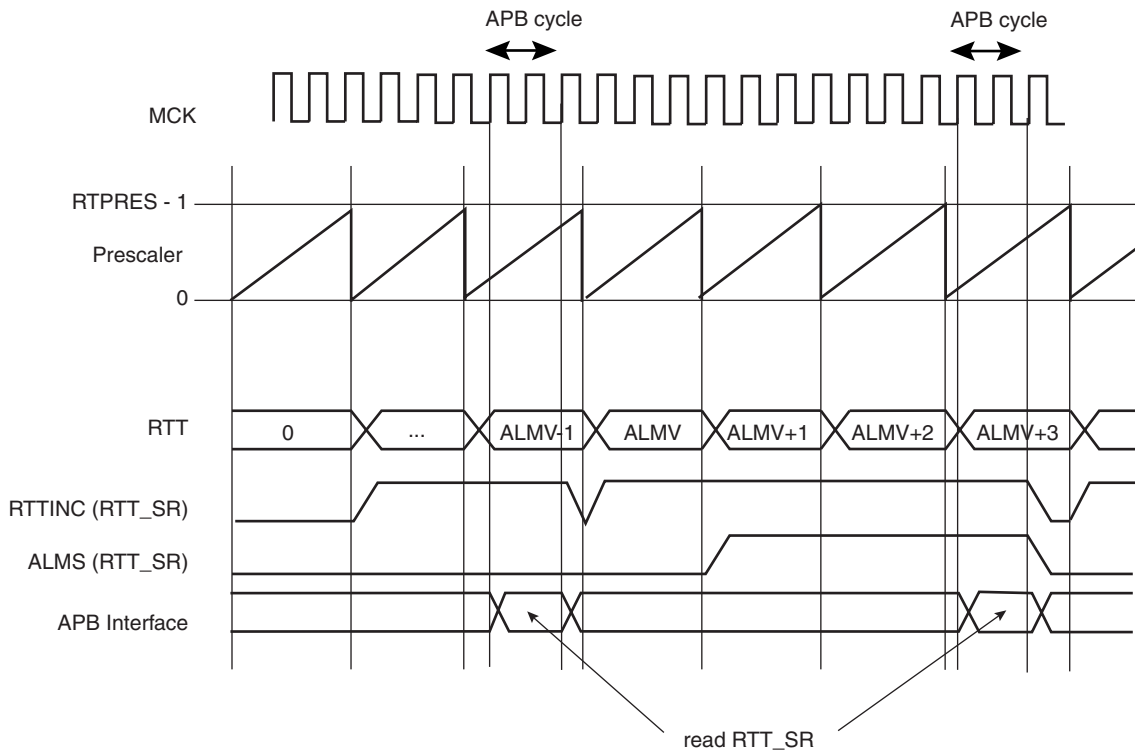 APB cycle APB cycle
MCK
RTPRES - 1
Prescaler
0
RTT 0 ... ALMV-1 ALMV ALMV+1 ALMV+2 ALMV+3
RTTINC (RTT_SR)
ALMS (RTT_SR)
APB Interface
read RTT_SR